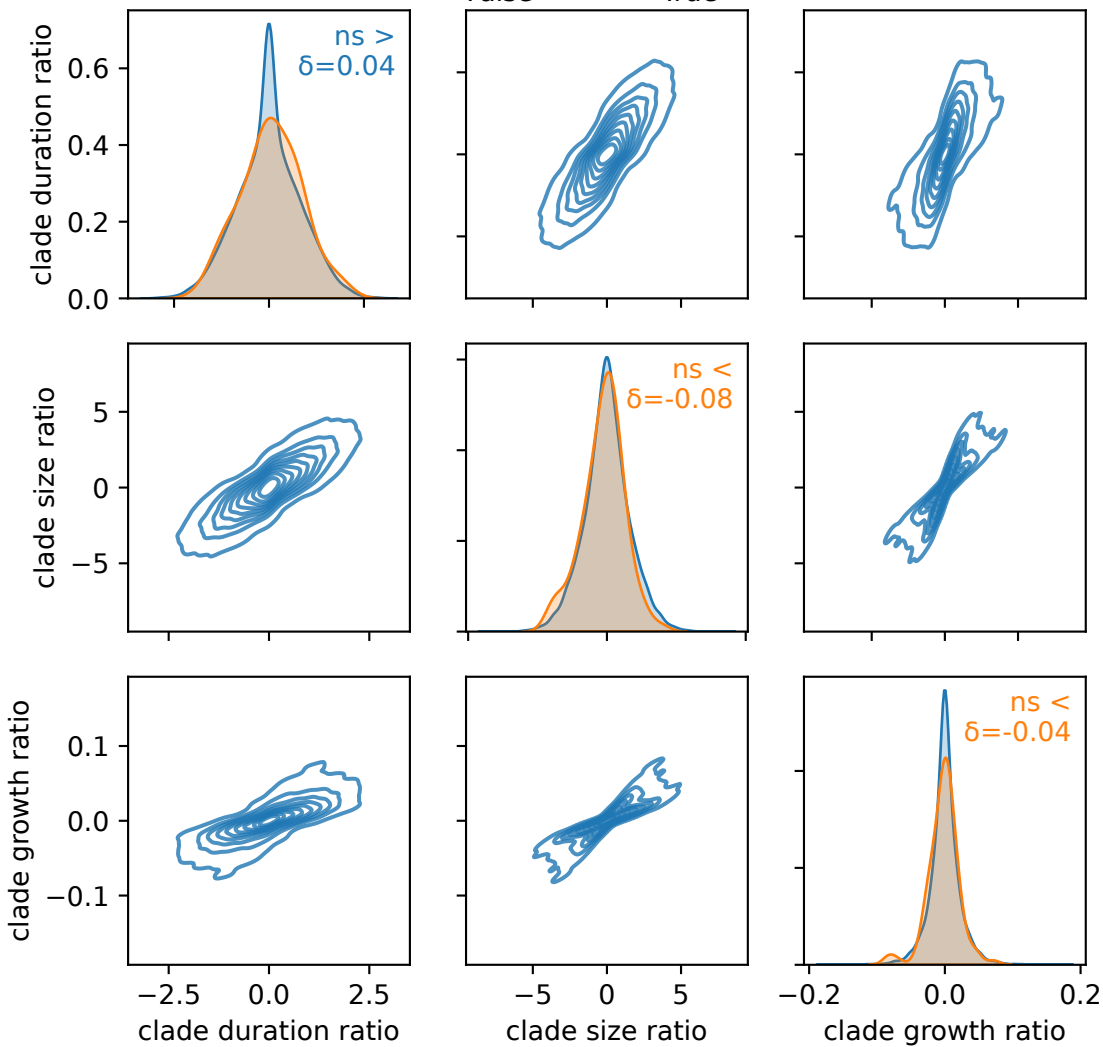 clade duration ratio
0.6
0.4
0.2
0.0
ns >
δ=0.04
clade size ratio
5
0
−5
ns <
δ=-0.08
clade growth ratio
0.1
0.0
−0.1
ns <
δ=-0.04
−2.5
0.0
2.5
clade duration ratio
−5
0
5
clade size ratio
−0.2
0.0
0.2
clade growth ratio